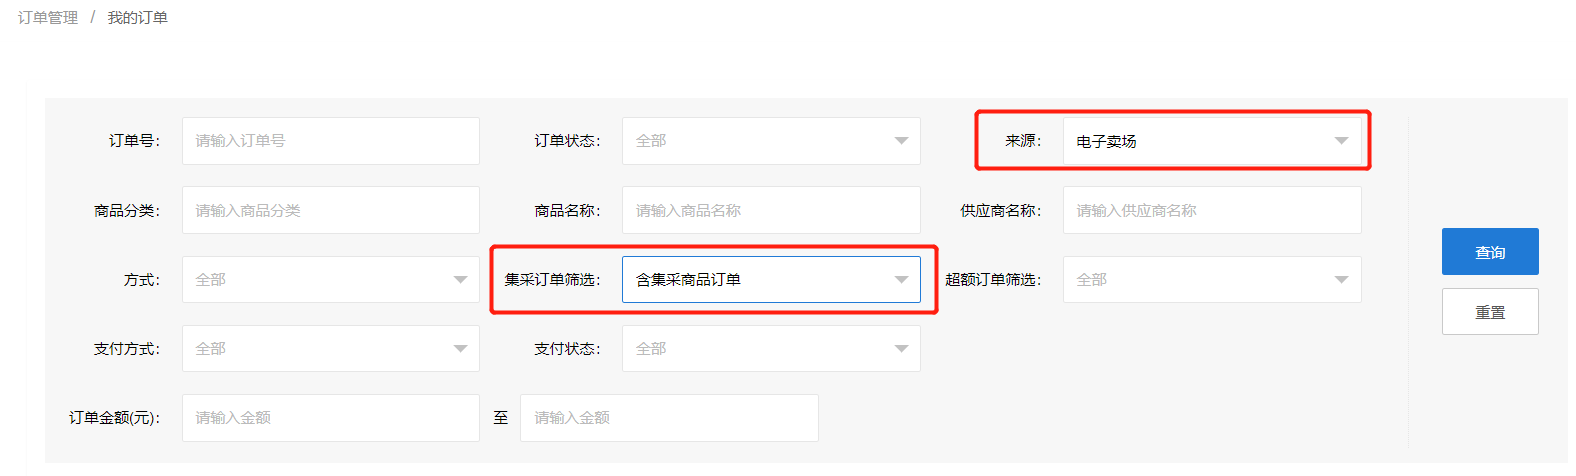 订单管理 / 我的订单
订单号： 请输入订单号 订单状态： 全部 来源： 电子卖场
商品分类： 请输入商品分类 商品名称： 请输入商品名称 供应商名称： 请输入供应商名称
查询
方式： 全部 集采订单筛选： 含集采商品订单 超额订单筛选： 全部
重置
支付方式： 全部 支付状态： 全部
订单金额(元)： 请输入金额 至 请输入金额